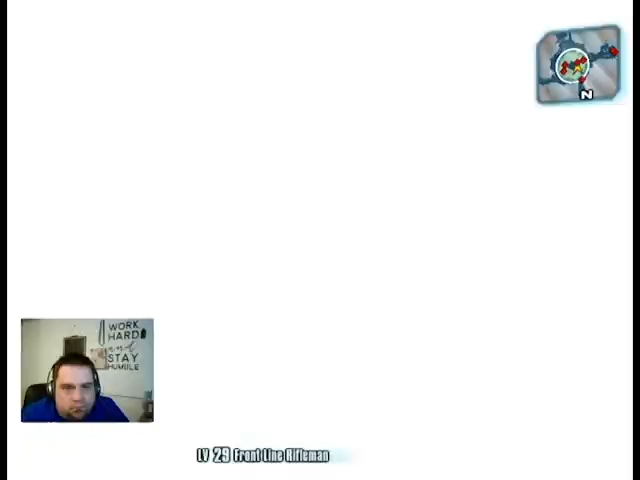 N
WORK
HARD
and
STAY
HUMBLE
LV 29 Front Line Rifleman